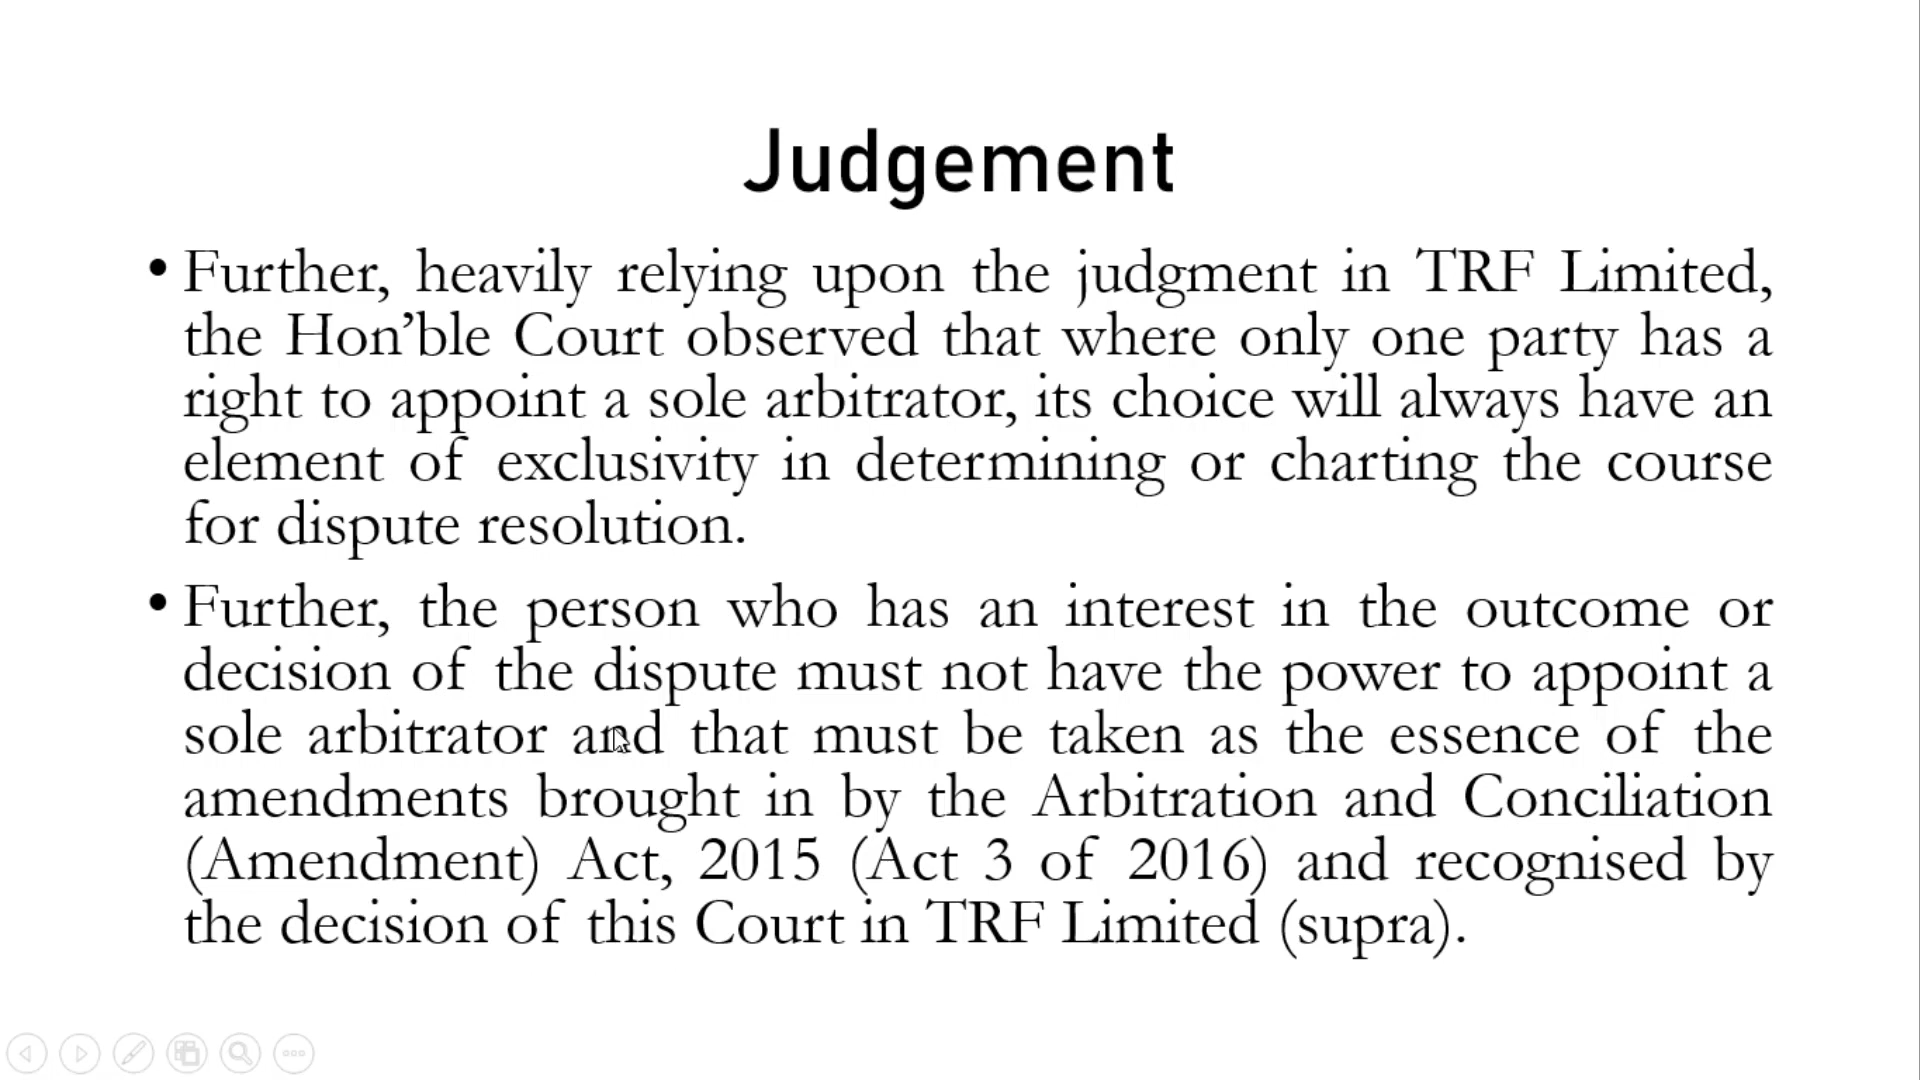 Judgement
• Further, heavily relying upon the judgment in TRF Limited,
the Hon’ble Court observed that where only one party has a
right to appoint a sole arbitrator, its choice will always have an
element of exclusivity in determining or charting the course
for dispute resolution.
• Further, the person who has an interest in the outcome or
decision of the dispute must not have the power to appoint a
sole arbitrator and that must be taken as the essence of the
amendments brought in by the Arbitration and Conciliation
(Amendment) Act, 2015 (Act 3 of 2016) and recognised by
the decision of this Court in TRF Limited (supra).